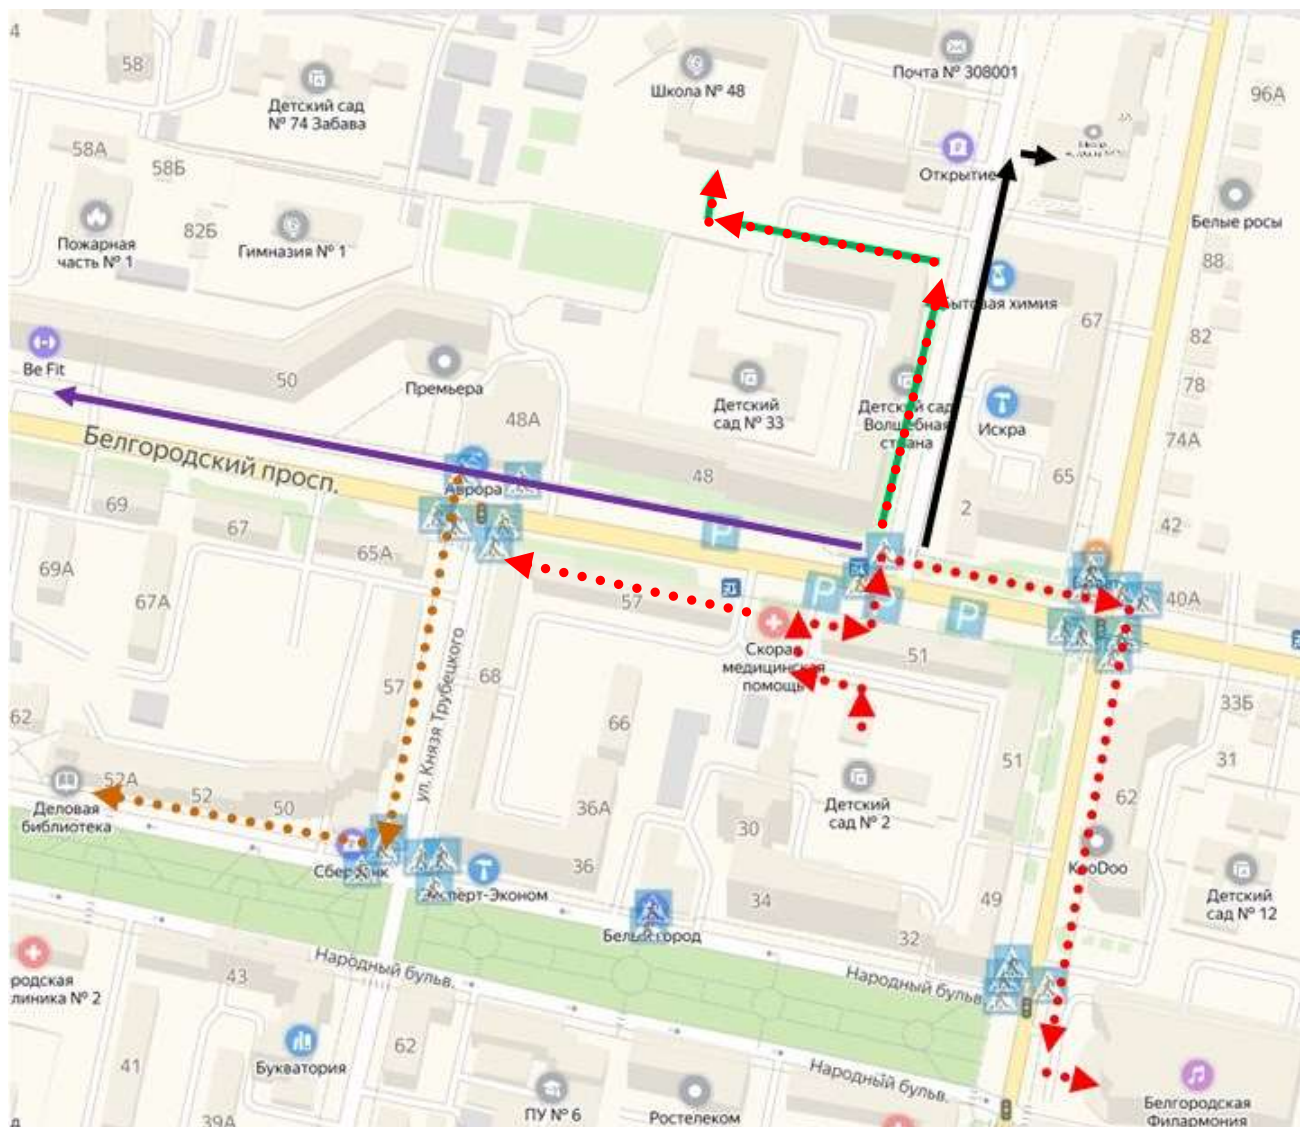 4
58
Детский сад
№ 74 Забава
Школа № 48
Почта № 308001
96А
58А
58Б
Открытие
Пожарная
часть № 1
82Б
Гимназия № 1
Белые росы
88
Бытовая химия
67
82
Be Fit
50
Премьера
Детский
сад № 33
Детский сад
Волшебная
страна
Искра
78
74А
48А
Белгородский просп.
48
65
2
42
Аврора
69
67
65А
69А
67А
57
40А
Скорая
медицинская
помощь
51
ул. Князя Трубецкого
57
68
62
66
33Б
31
51
52А
52
50
Деловая
библиотека
36А
30
Детский
сад № 2
62
КооDoo
Сбербанк
36
Эксперт-Эконом
34
49
32
Детский
сад № 12
Белый город
Народный бульв.
Народный бульв.
родская
линика № 2
43
62
Букватория
41
39А
ПУ № 6
Ростелеком
Народный бульв.
Белгородская
Филармония